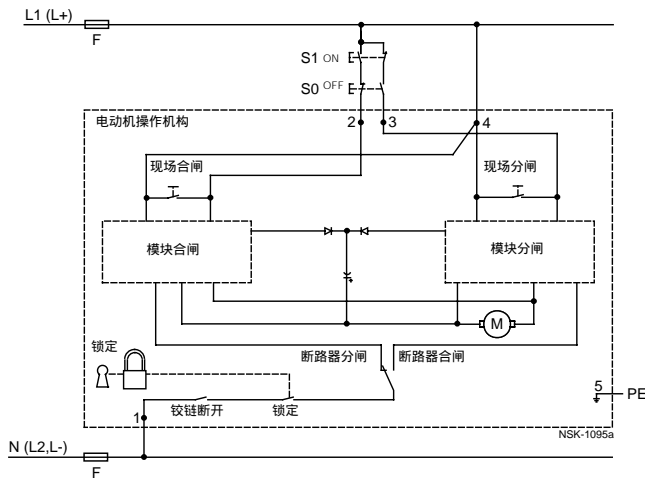 L1 (L+)
F
S1 ON
S0 OFF
电动机操作机构
2
3
4
现场合闸
现场分闸
模块合闸
模块分闸
M
断路器分闸
断路器合闸
锁定
铰链断开
锁定
1
5
PE
NSK-1095a
N (L2,L-)
F